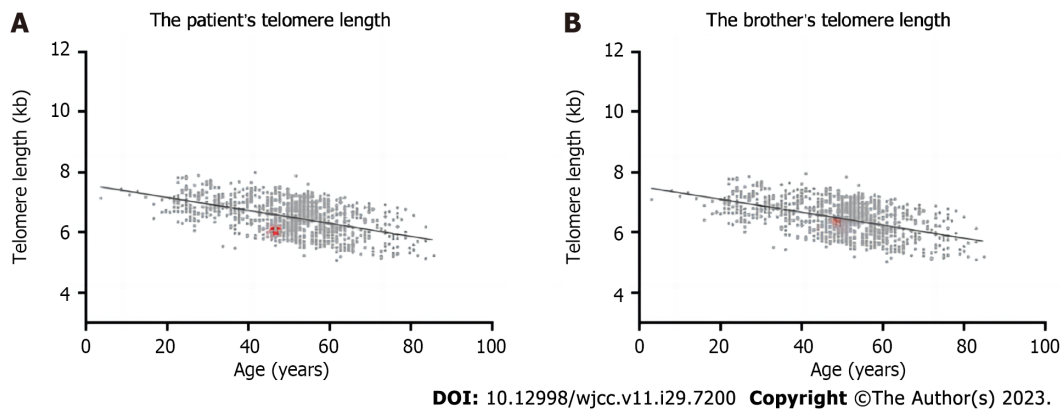 A The patient's telomere length
Telomere length (kb)
12
10
8
6
4
0 20 40 60 80 100
Age (years)
B The brother's telomere length
Telomere length (kb)
12
10
8
6
4
0 20 40 60 80 100
Age (years)
DOI: 10.12998/wjcc.v11.i29.7200 Copyright ©The Author(s) 2023.